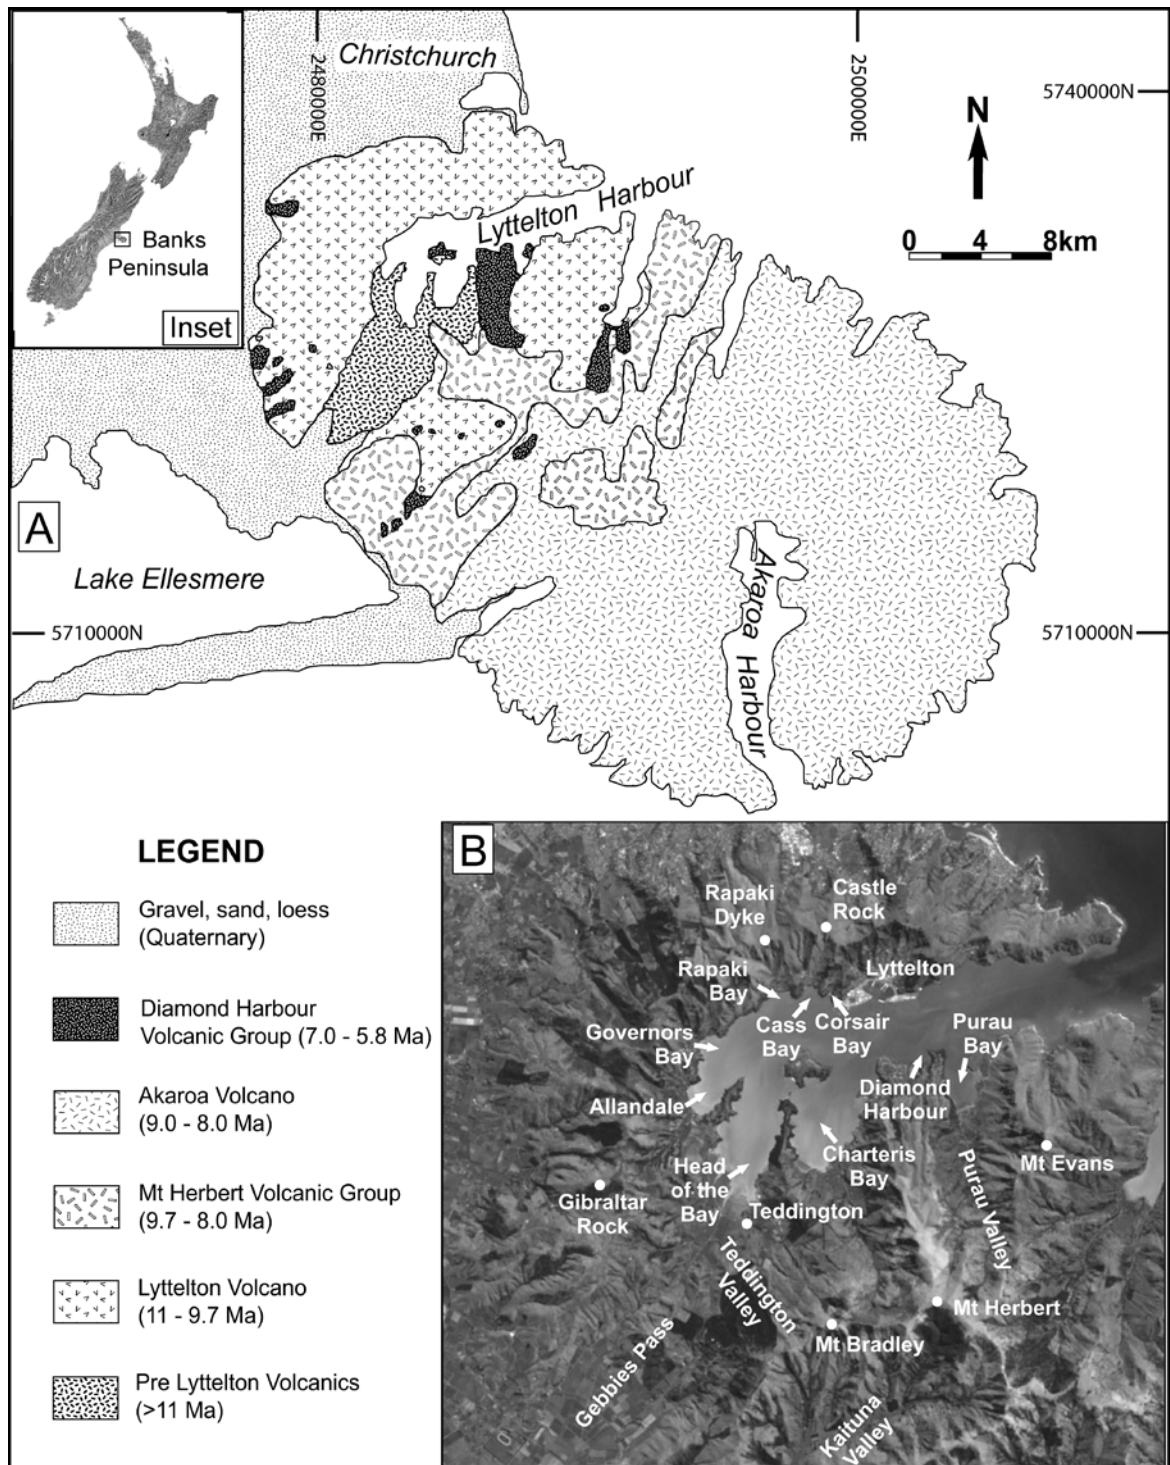 Christchurch
2480000E
2500000E
5740000N
N
Banks
Peninsula
Inset
Lyttelton Harbour
0 4 8km
A
Lake Ellesmere
5710000N
5710000N
Akaroa Harbour
LEGEND
Gravel, sand, loess
(Quaternary)
Diamond Harbour
Volcanic Group (7.0 - 5.8 Ma)
Akaroa Volcano
(9.0 - 8.0 Ma)
Mt Herbert Volcanic Group
(9.7 - 8.0 Ma)
Lyttelton Volcano
(11 - 9.7 Ma)
Pre Lyttelton Volcanics
(>11 Ma)
B
Rapaki
Dyke
Castle
Rock
Rapaki
Bay
Lyttelton
Governors
Bay
Cass
Bay
Corsair
Bay
Purau
Bay
Allandale
Diamond
Harbour
Charteris
Bay
Mt Evans
Head
of the
Bay
Gibraltar
Rock
Teddington
Purau Valley
Teddington
Valley
Mt Herbert
Mt Bradley
Gebbies Pass
Kaituna
Valley